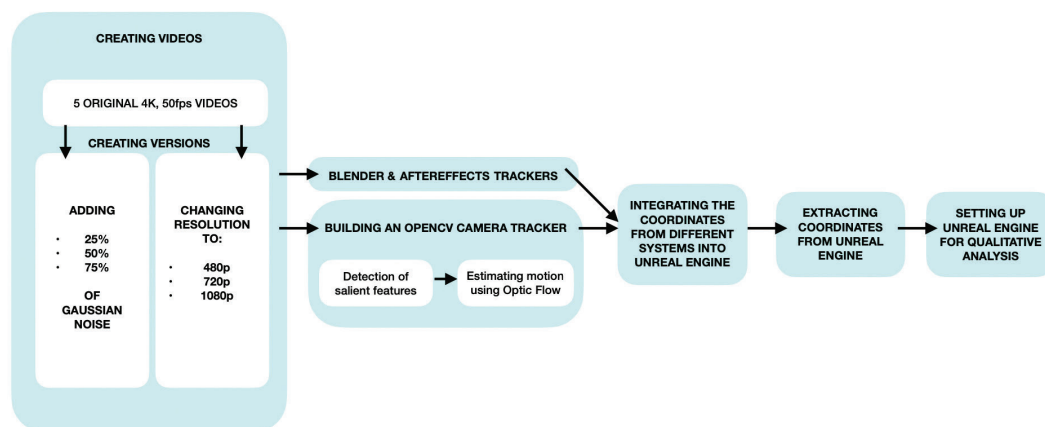 CREATING VIDEOS
5 ORIGINAL 4K, 50fps VIDEOS
CREATING VERSIONS
ADDING
· 25%
· 50%
· 75%
OF
GAUSSIAN
NOISE
CHANGING
RESOLUTION
TO:
· 480p
· 720p
· 1080p
BLENDER & AFTEREFFECTS TRACKERS
BUILDING AN OPENCV CAMERA TRACKER
Detection of
salient features
Estimating motion
using Optic Flow
INTEGRATING THE
COORDINATES
FROM DIFFERENT
SYSTEMS INTO
UNREAL ENGINE
EXTRACTING
COORDINATES
FROM UNREAL
ENGINE
SETTING UP
UNREAL ENGINE
FOR QUALITATIVE
ANALYSIS